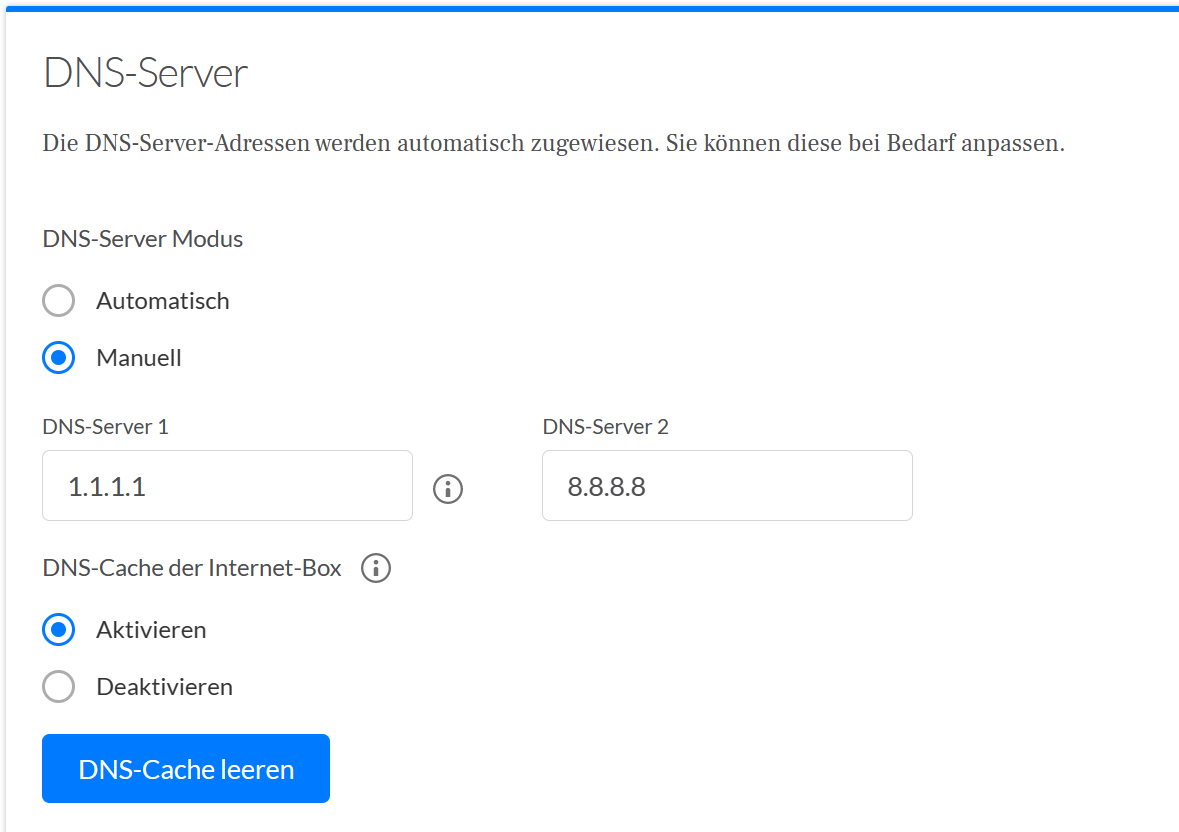 DNS-Server
Die DNS-Server-Adressen werden automatisch zugewiesen. Sie können diese bei Bedarf anpassen.
DNS-Server Modus
Automatisch
Manuell
DNS-Server 1
DNS-Server 2
1.1.1.1
8.8.8.8
DNS-Cache der Internet-Box
Aktivieren
Deaktivieren
DNS-Cache leeren